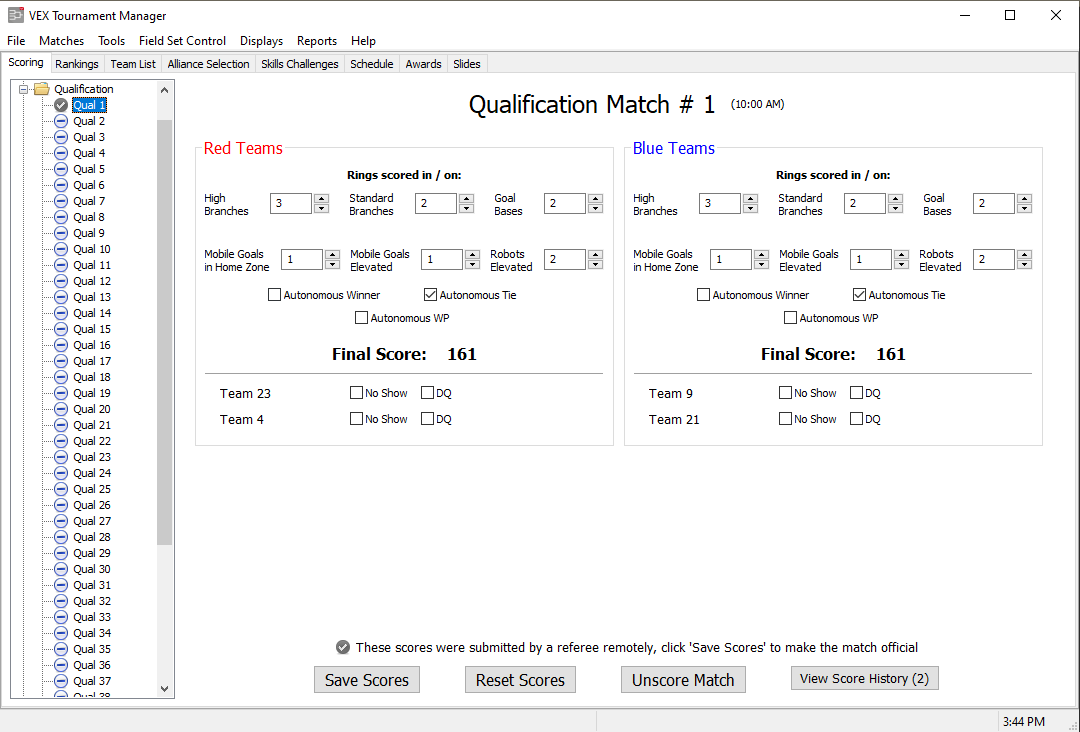 VEX Tournament Manager
File Matches Tools Field Set Control Displays Reports Help
Scoring Rankings Team List Alliance Selection Skills Challenges Schedule Awards Slides
Qualification
Qual 1
Qual 2
Qual 3
Qual 4
Qual 5
Qual 6
Qual 7
Qual 8
Qual 9
Qual 10
Qual 11
Qual 12
Qual 13
Qual 14
Qual 15
Qual 16
Qual 17
Qual 18
Qual 19
Qual 20
Qual 21
Qual 22
Qual 23
Qual 24
Qual 25
Qual 26
Qual 27
Qual 28
Qual 29
Qual 30
Qual 31
Qual 32
Qual 33
Qual 34
Qual 35
Qual 36
Qual 37
Qual 38
Qualification Match # 1 (10:00 AM)
Red Teams
Rings scored in / on:
High Branches 3 Standard Branches 2 Goal Bases 2
Mobile Goals in Home Zone 1 Mobile Goals Elevated 1 Robots Elevated 2
Autonomous Winner Autonomous Tie
Autonomous WP
Final Score: 161
Team 23 No Show DQ
Team 4 No Show DQ
Blue Teams
Rings scored in / on:
High Branches 3 Standard Branches 2 Goal Bases 2
Mobile Goals in Home Zone 1 Mobile Goals Elevated 1 Robots Elevated 2
Autonomous Winner Autonomous Tie
Autonomous WP
Final Score: 161
Team 9 No Show DQ
Team 21 No Show DQ
These scores were submitted by a referee remotely, click 'Save Scores' to make the match official
Save Scores Reset Scores Unscore Match View Score History (2)
3:44 PM